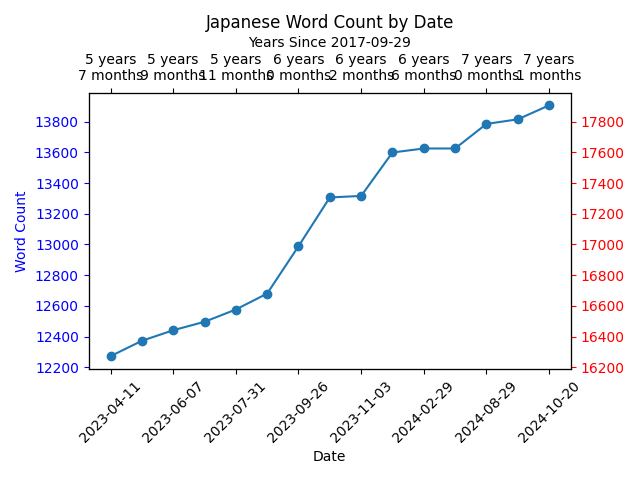 Japanese Word Count by Date
Years Since 2017-09-29
5 years 5 years 5 years 6 years 6 years 6 years 7 years 7 years
7 months 9 months 11 months 0 months 2 months 6 months 0 months 1 months
13800 17800
13600 17600
13400 17400
13200 17200
13000 17000
12800 16800
12600 16600
12400 16400
12200 16200
Word Count
2023-04-11 2023-06-07 2023-07-31 2023-09-26 2023-11-03 2024-02-29 2024-08-29 2024-10-20
Date